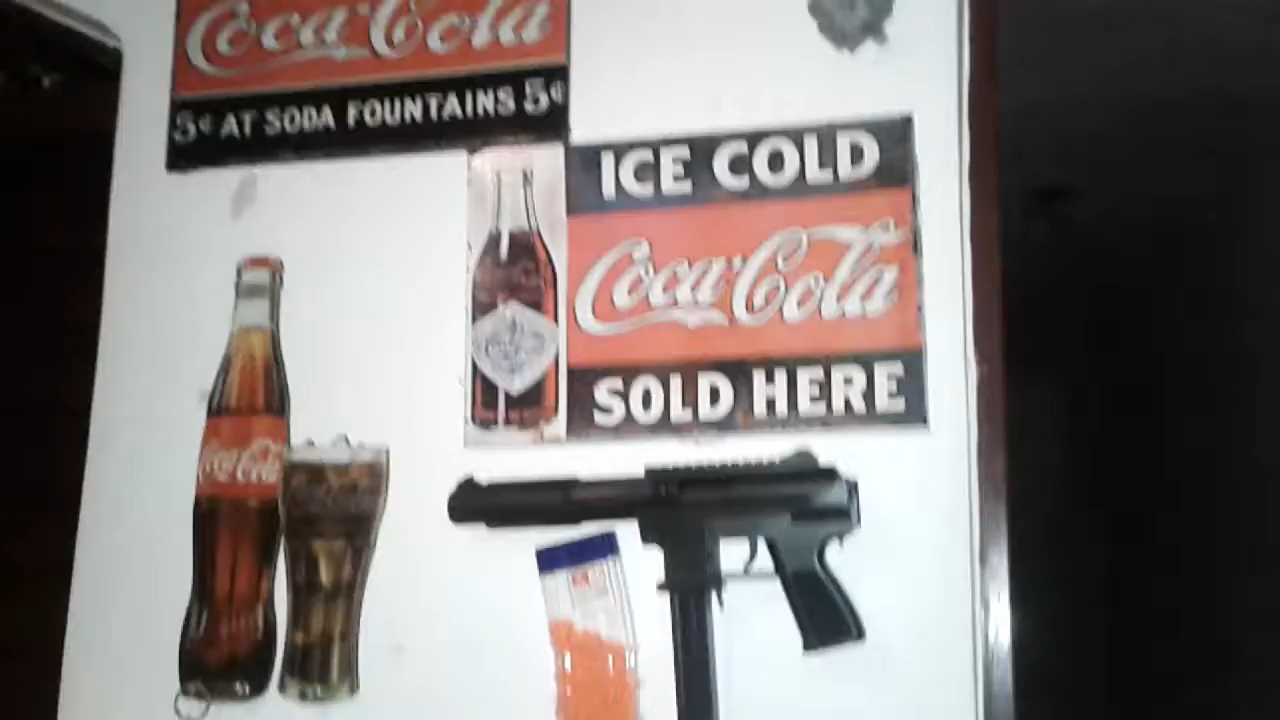 Coca-Cola
5¢ AT SODA FOUNTAINS 5¢
ICE COLD
Coca-Cola
SOLD HERE
Coca-Cola